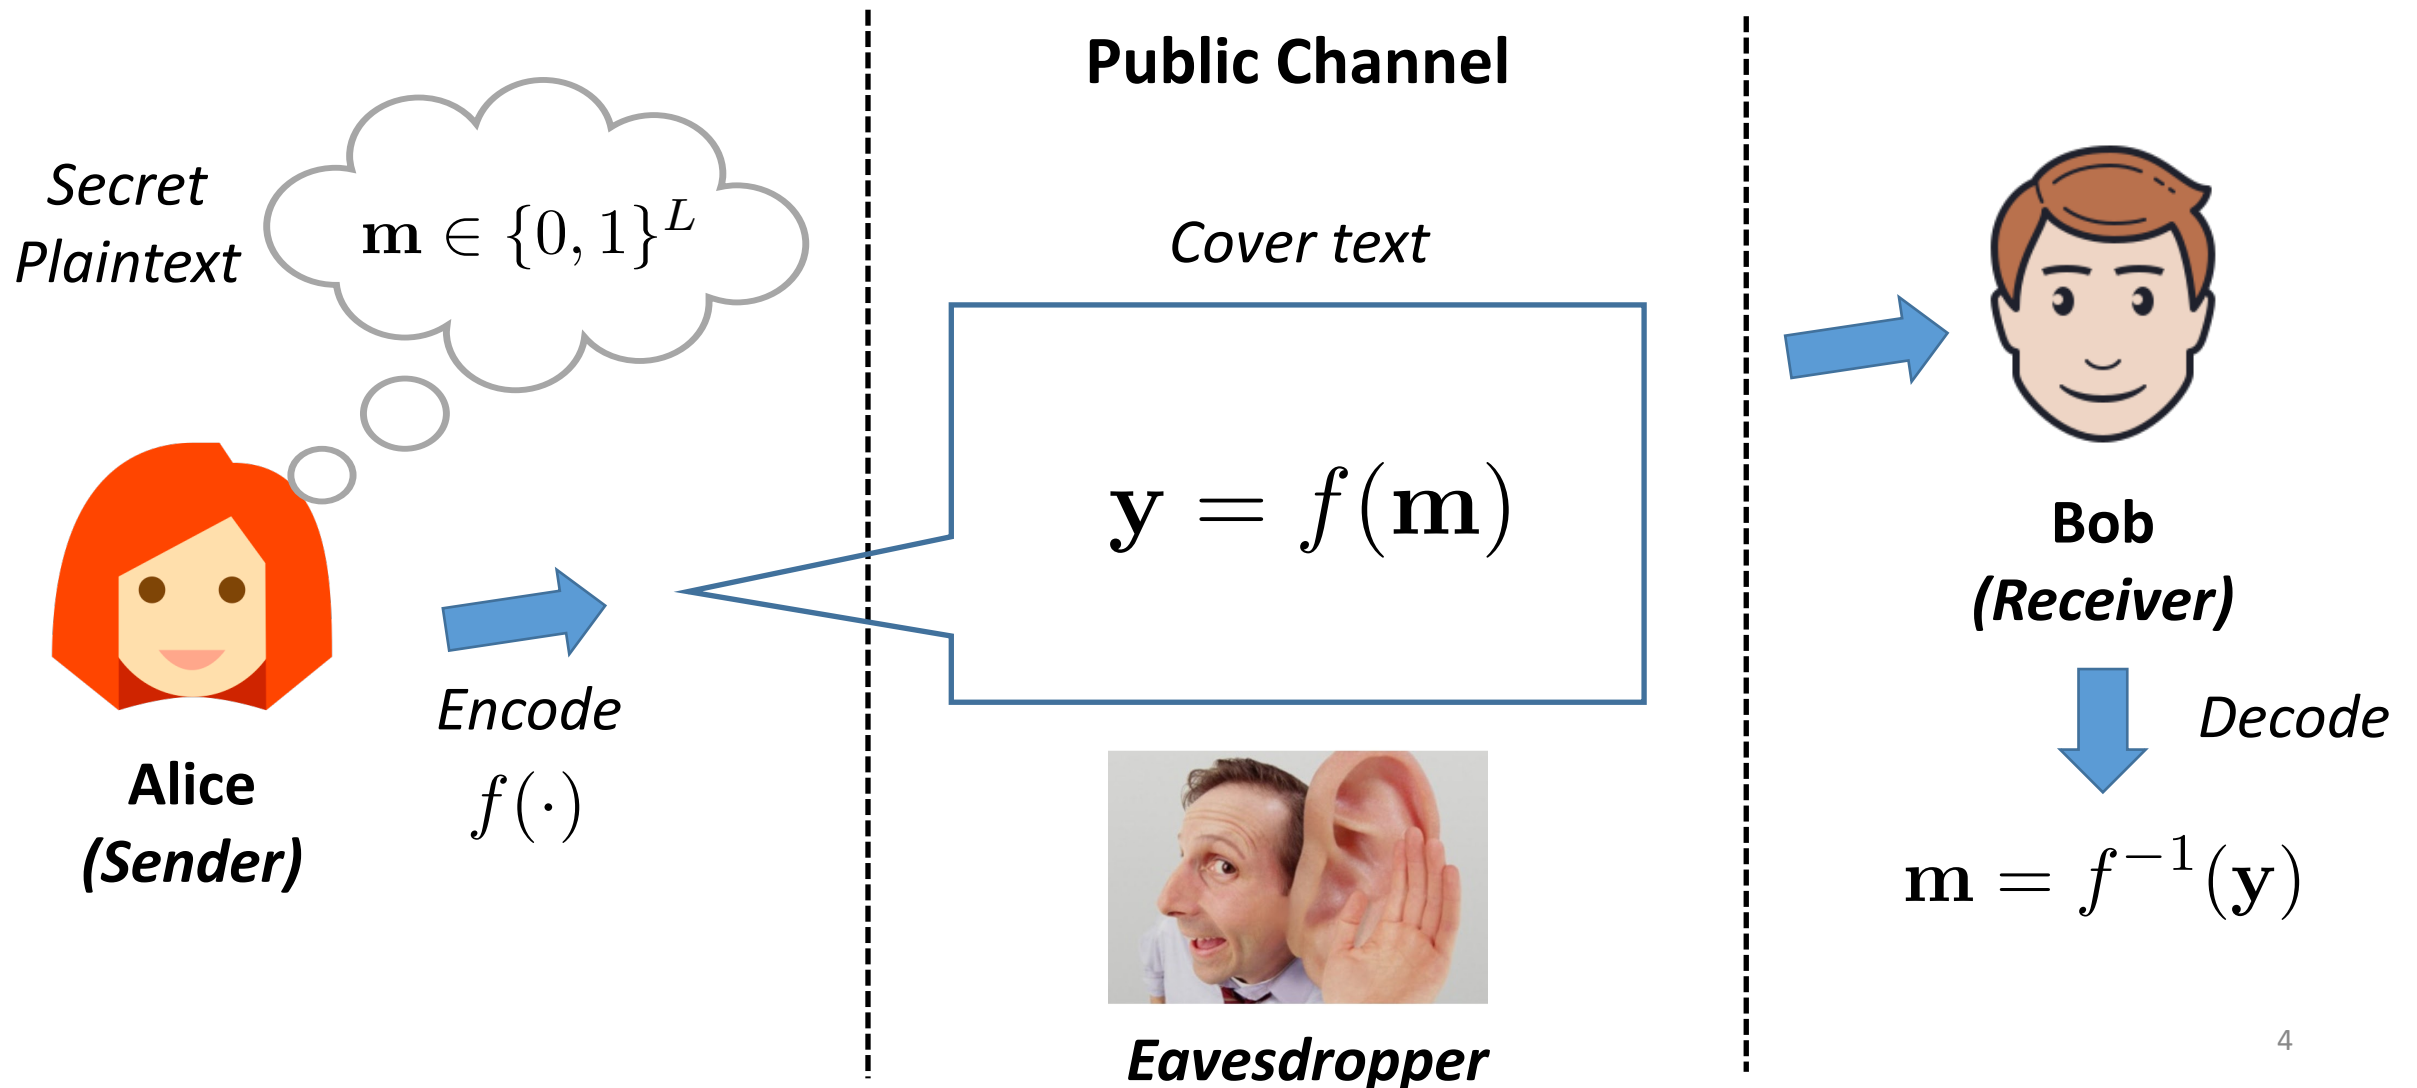 Secret
Plaintext
m ∈ {0, 1}^L
Alice
(Sender)
Encode
f(·)
Public Channel
Cover text
y = f(m)
Eavesdropper
Bob
(Receiver)
Decode
m = f⁻¹(y)
4